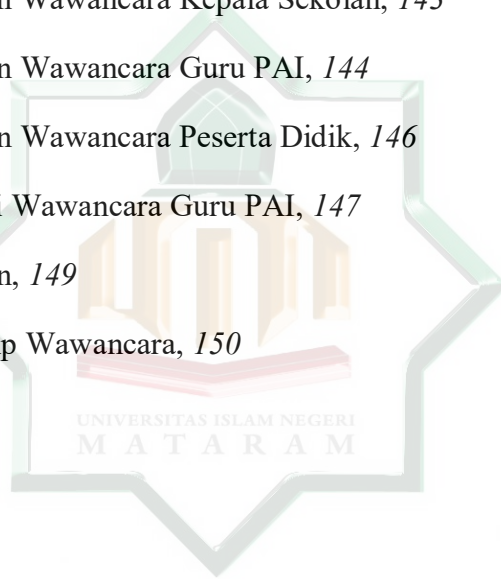 n Wawancara Kepala Sekolah, 143
n Wawancara Guru PAI, 144
n Wawancara Peserta Didik, 146
i Wawancara Guru PAI, 147
n, 149
p Wawancara, 150
UNIVERSITAS ISLAM NEGERI
MATARAM